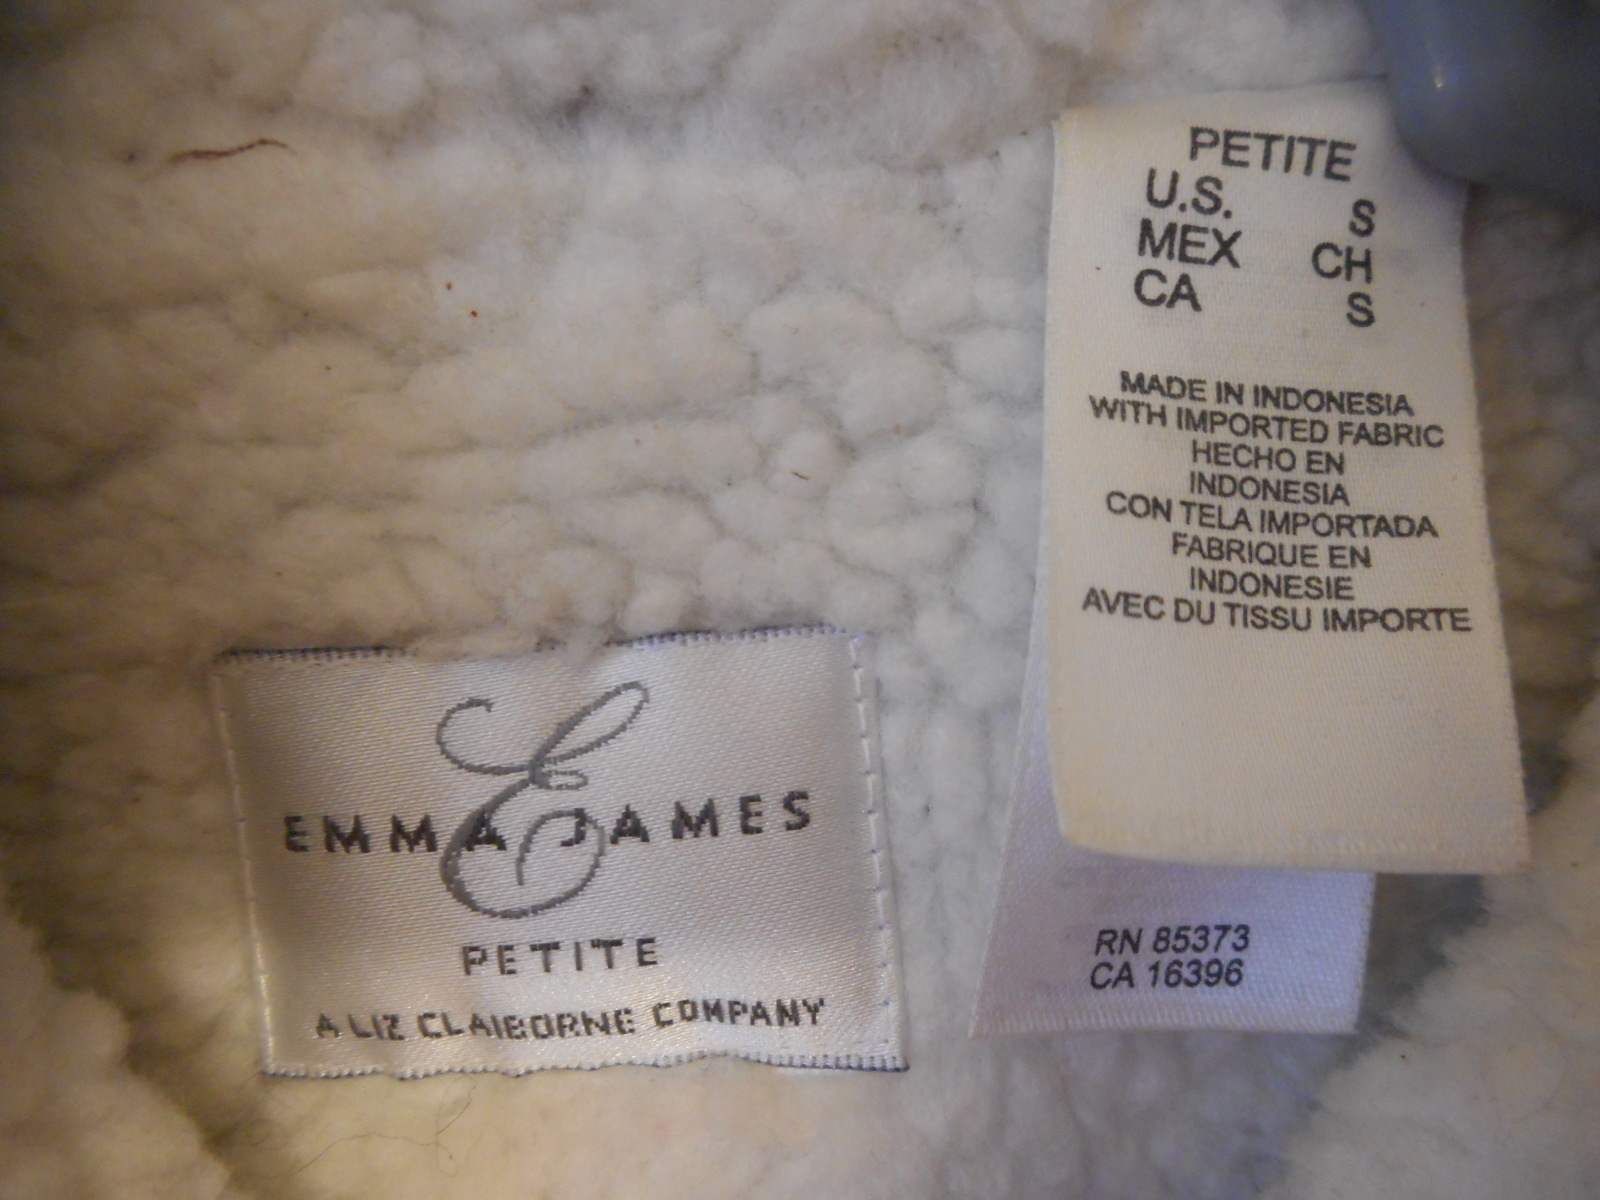 PETITE
U.S. S
MEX CH
CA S
MADE IN INDONESIA
WITH IMPORTED FABRIC
HECHO EN
INDONESIA
CON TELA IMPORTADA
FABRIQUE EN
INDONESIE
AVEC DU TISSU IMPORTE
RN 85373
CA 16396
E
EMMA JAMES
PETITE
A LIZ CLAIBORNE COMPANY